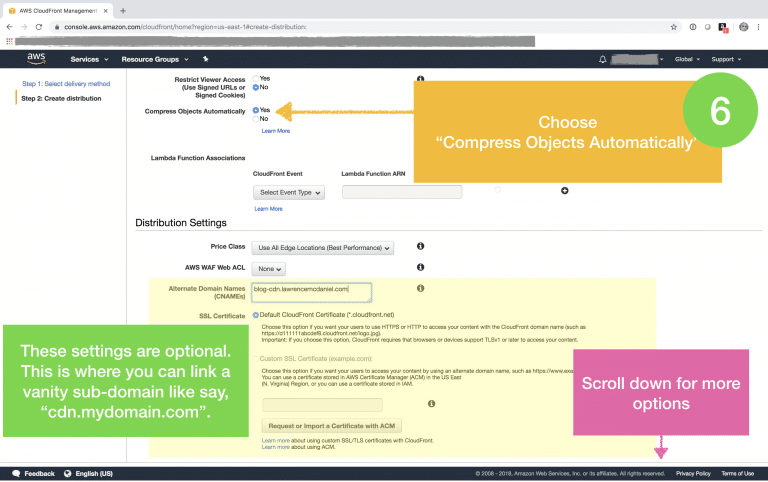 AWS CloudFront Management
console.aws.amazon.com/cloudfront/home?region=us-east-1#create-distribution:
aws
Services
Resource Groups
Global
Support
Step 1: Select delivery method
Step 2: Create distribution
Restrict Viewer Access
(Use Signed URLs or
Signed Cookies)
Yes
No
Compress Objects Automatically
Yes
No
Learn More
Choose
“Compress Objects Automatically”
6
Lambda Function Associations
CloudFront Event
Lambda Function ARN
Select Event Type
Learn More
Distribution Settings
Price Class
Use All Edge Locations (Best Performance)
AWS WAF Web ACL
None
Alternate Domain Names
(CNAMEs)
blog-cdn.lawrencemcdaniel.com
SSL Certificate
Default CloudFront Certificate (*.cloudfront.net)
Choose this option if you want your users to use HTTPS or HTTP to access your content with the CloudFront domain name (such as
https://d111111abcdef8.cloudfront.net/logo.jpg).
Important: If you choose this option, CloudFront requires that browsers or devices support TLSv1 or later to access your content.
Custom SSL Certificate (example.com):
Choose this option if you want your users to access your content by using an alternate domain name, such as https://www.exa
You can use a certificate stored in AWS Certificate Manager (ACM) in the US East
(N. Virginia) Region, or you can use a certificate stored in IAM.
Request or Import a Certificate with ACM
Learn more about using custom SSL/TLS certificates with CloudFront.
Learn more about using ACM.
These settings are optional.
This is where you can link a
vanity sub-domain like say,
“cdn.mydomain.com”.
Scroll down for more
options
Feedback
English (US)
© 2008 - 2018, Amazon Web Services, Inc. or its affiliates. All rights reserved.
Privacy Policy
Terms of Use